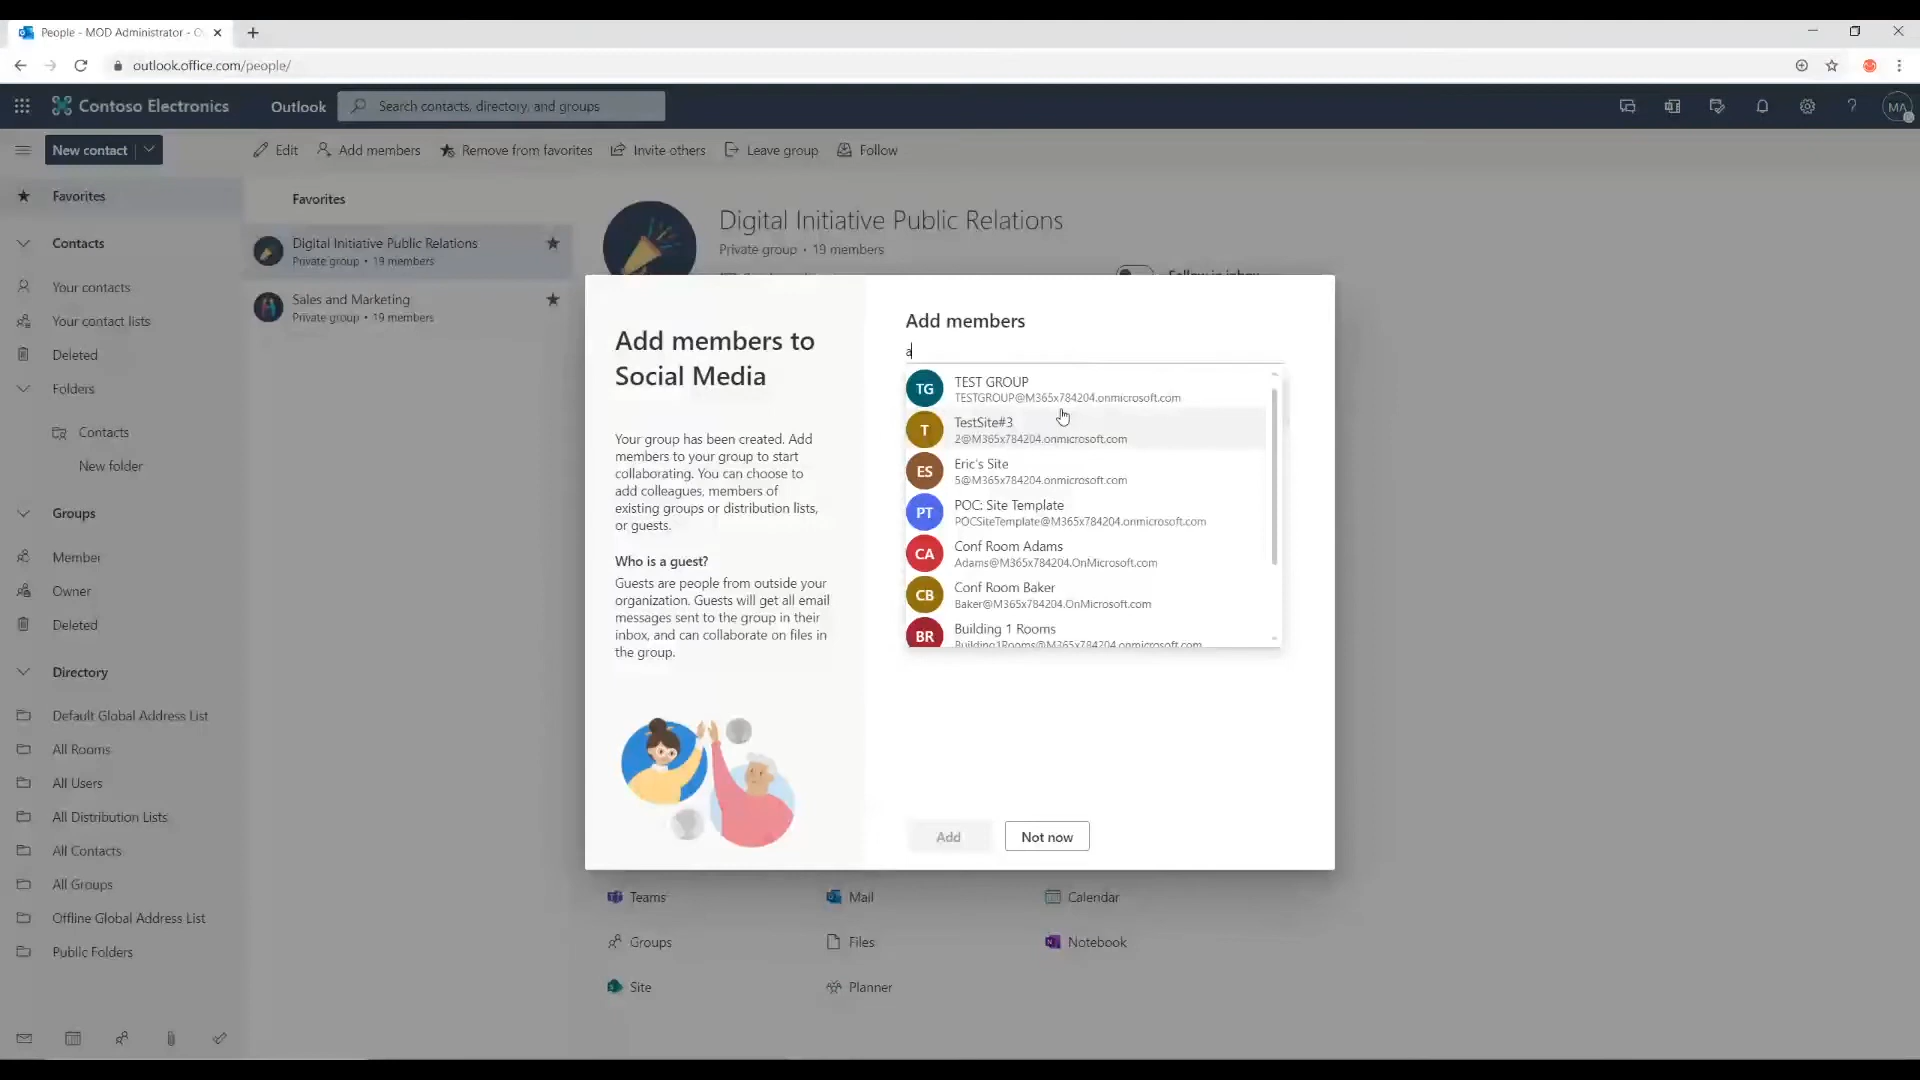 People - MOD Administrator - O
outlook.office.com/people/
Contoso Electronics
Outlook
Search contacts, directory, and groups
MA
New contact
Edit
Add members
Remove from favorites
Invite others
Leave group
Follow
Favorites
Contacts
Your contacts
Your contact lists
Deleted
Folders
Contacts
New folder
Groups
Member
Owner
Deleted
Directory
Default Global Address List
All Rooms
All Users
All Distribution Lists
All Contacts
All Groups
Offline Global Address List
Public Folders
Favorites
Digital Initiative Public Relations
Private group • 19 members
Sales and Marketing
Private group • 19 members
Digital Initiative Public Relations
Private group • 19 members
Follow in inbox
Add members to
Social Media
Your group has been created. Add
members to your group to start
collaborating. You can choose to
add colleagues, members of
existing groups or distribution lists,
or guests.
Who is a guest?
Guests are people from outside your
organization. Guests will get all email
messages sent to the group in their
inbox, and can collaborate on files in
the group.
Add members
a
TG
TEST GROUP
TESTGROUP@M365x784204.onmicrosoft.com
T
TestSite#3
2@M365x784204.onmicrosoft.com
ES
Eric's Site
5@M365x784204.onmicrosoft.com
PT
POC: Site Template
POCSiteTemplate@M365x784204.onmicrosoft.com
CA
Conf Room Adams
Adams@M365x784204.OnMicrosoft.com
CB
Conf Room Baker
Baker@M365x784204.OnMicrosoft.com
BR
Building 1 Rooms
Building1Rooms@M365x784204.onmicrosoft.com
Add
Not now
Teams
Mail
Calendar
Groups
Files
Notebook
Site
Planner